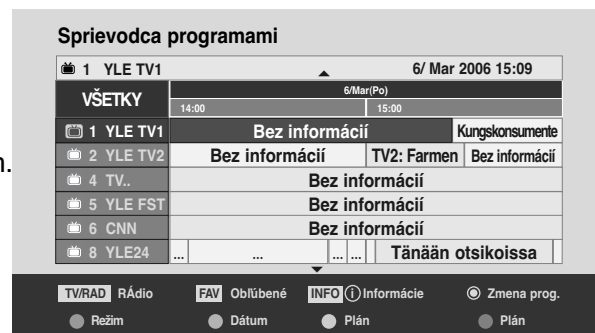 Sprievodca programami
1 YLE TV1 6/ Mar 2006 15:09
VŠETKY 6/Mar(Po)
14:00 15:00
1 YLE TV1 Bez informácií Kungskonsumente
n. 2 YLE TV2 Bez informácií TV2: Farmen Bez informácií
4 TV.. Bez informácií
5 YLE FST Bez informácií
6 CNN Bez informácií
8 YLE24 ... ... ... ... Tänään otsikoissa
TV/RAD RÁdio FAV Obľúbené INFO i Informácie Zmena prog.
Režim Dátum Plán Plán